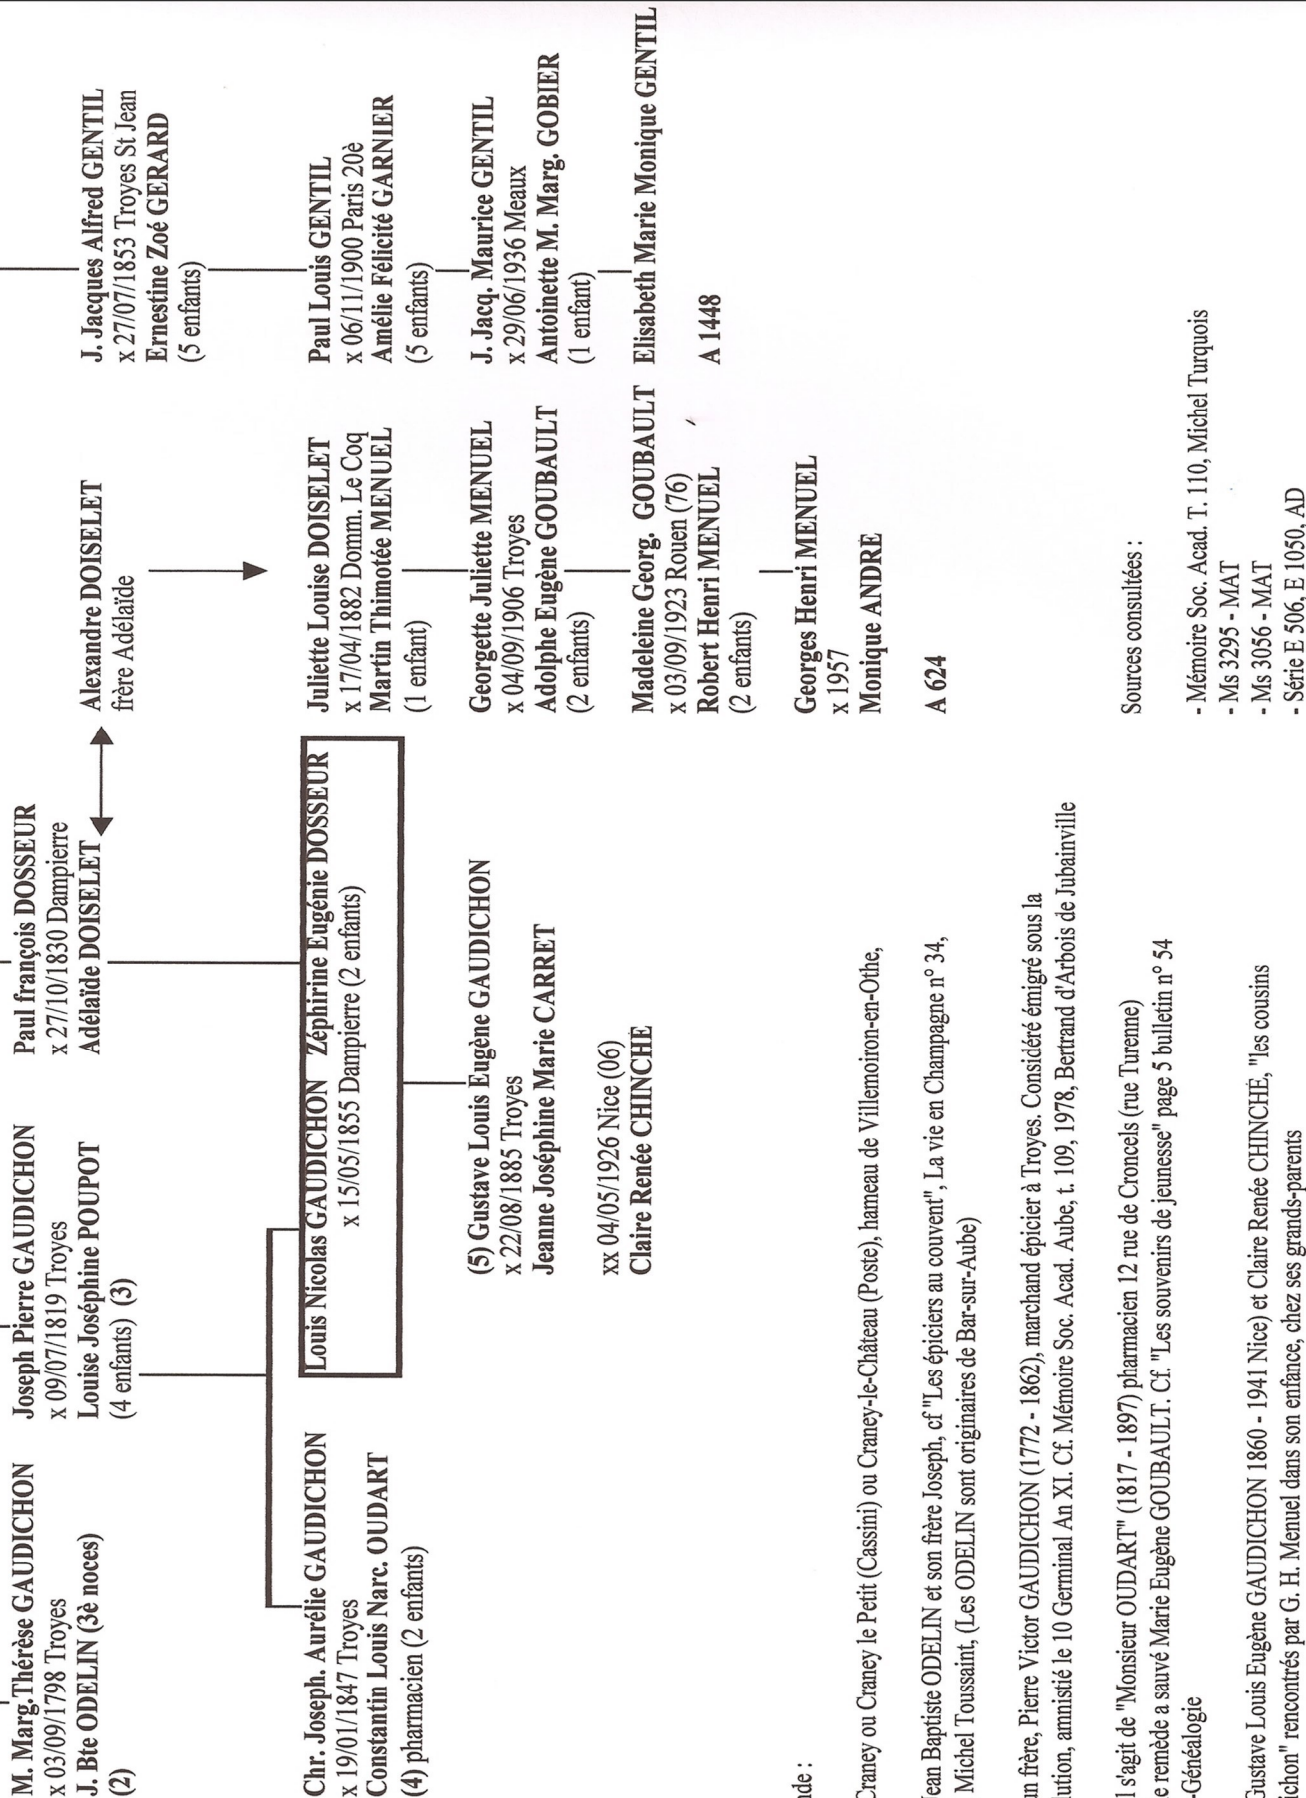 M. Marg.Thérèse GAUDICHON
x 03/09/1798 Troyes
J. Bte ODELIN (3è noces)
(2)
Joseph Pierre GAUDICHON
x 09/07/1819 Troyes
Louise Joséphine POUPOT
(4 enfants) (3)
Paul françois DOSSEUR
x 27/10/1830 Dampierre
Adélaïde DOISELET
Alexandre DOISELET
frère Adélaïde
J. Jacques Alfred GENTIL
x 27/07/1853 Troyes St Jean
Ernestine Zoé GERARD
(5 enfants)
Chr. Joseph. Aurélie GAUDICHON
x 19/01/1847 Troyes
Constantin Louis Narc. OUDART
(4) pharmacien (2 enfants)
Louis Nicolas GAUDICHON Zéphirine Eugénie DOSSEUR
x 15/05/1855 Dampierre (2 enfants)
Juliette Louise DOISELET
x 17/04/1882 Domm. Le Coq
Martin Thimotée MENUEL
(1 enfant)
Paul Louis GENTIL
x 06/11/1900 Paris 20è
Amélie Félicité GARNIER
(5 enfants)
(5) Gustave Louis Eugène GAUDICHON
x 22/08/1885 Troyes
Jeanne Joséphine Marie CARRET
xx 04/05/1926 Nice (06)
Claire Renée CHINCHE
Georgette Juliette MENUEL
x 04/09/1906 Troyes
Adolphe Eugène GOUBAULT
(2 enfants)
J. Jacq. Maurice GENTIL
x 29/06/1936 Meaux
Antoinette M. Marg. GOBIER
(1 enfant)
Madeleine Georg. GOUBAULT
x 03/09/1923 Rouen (76)
Robert Henri MENUEL
(2 enfants)
Elisabeth Marie Monique GENTIL
A 1448
Georges Henri MENUEL
x 1957
Monique ANDRE
A 624
nde :
Craney ou Craney le Petit (Cassini) ou Craney-le-Château (Poste), hameau de Villemoiron-en-Othe,
Jean Baptiste ODELIN et son frère Joseph, cf "Les épiciers au couvent", La vie en Champagne n° 34,
Michel Toussaint, (Les ODELIN sont originaires de Bar-sur-Aube)
un frère, Pierre Victor GAUDICHON (1772 - 1862), marchand épicier à Troyes. Considéré émigré sous la
lution, amnistié le 10 Germinal An XI. Cf. Mémoire Soc. Acad. Aube, t. 109, 1978, Bertrand d'Arbois de Jubainville
l s'agit de "Monsieur OUDART" (1817 - 1897) pharmacien 12 rue de Croncels (rue Turenne)
e remède a sauvé Marie Eugène GOUBAULT. Cf. "Les souvenirs de jeunesse" page 5 bulletin n° 54
-Généalogie
Gustave Louis Eugène GAUDICHON 1860 - 1941 Nice) et Claire Renée CHINCHE, "les cousins
ichon" rencontrés par G. H. Menuel dans son enfance, chez ses grands-parents
Sources consultées :
- Mémoire Soc. Acad. T. 110, Michel Turquois
- Ms 3295 - MAT
- Ms 3056 - MAT
- Série E 506, E 1050, AD